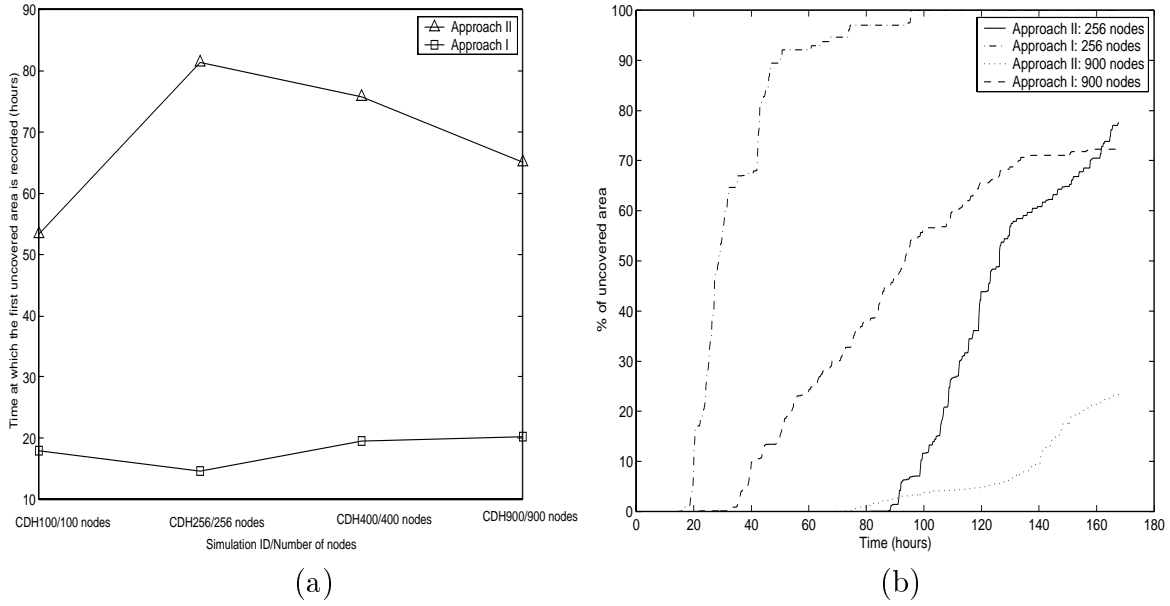 90
80
70
60
50
40
30
20
10
Time at which the first uncovered area is recorded (hours)
Approach II
Approach I
CDH100/100 nodes
CDH256/256 nodes
CDH400/400 nodes
CDH900/900 nodes
Simulation ID/Number of nodes
(a)
100
90
80
70
60
50
40
30
20
10
0
% of uncovered area
Approach II: 256 nodes
Approach I: 256 nodes
Approach II: 900 nodes
Approach I: 900 nodes
0 20 40 60 80 100 120 140 160 180
Time (hours)
(b)